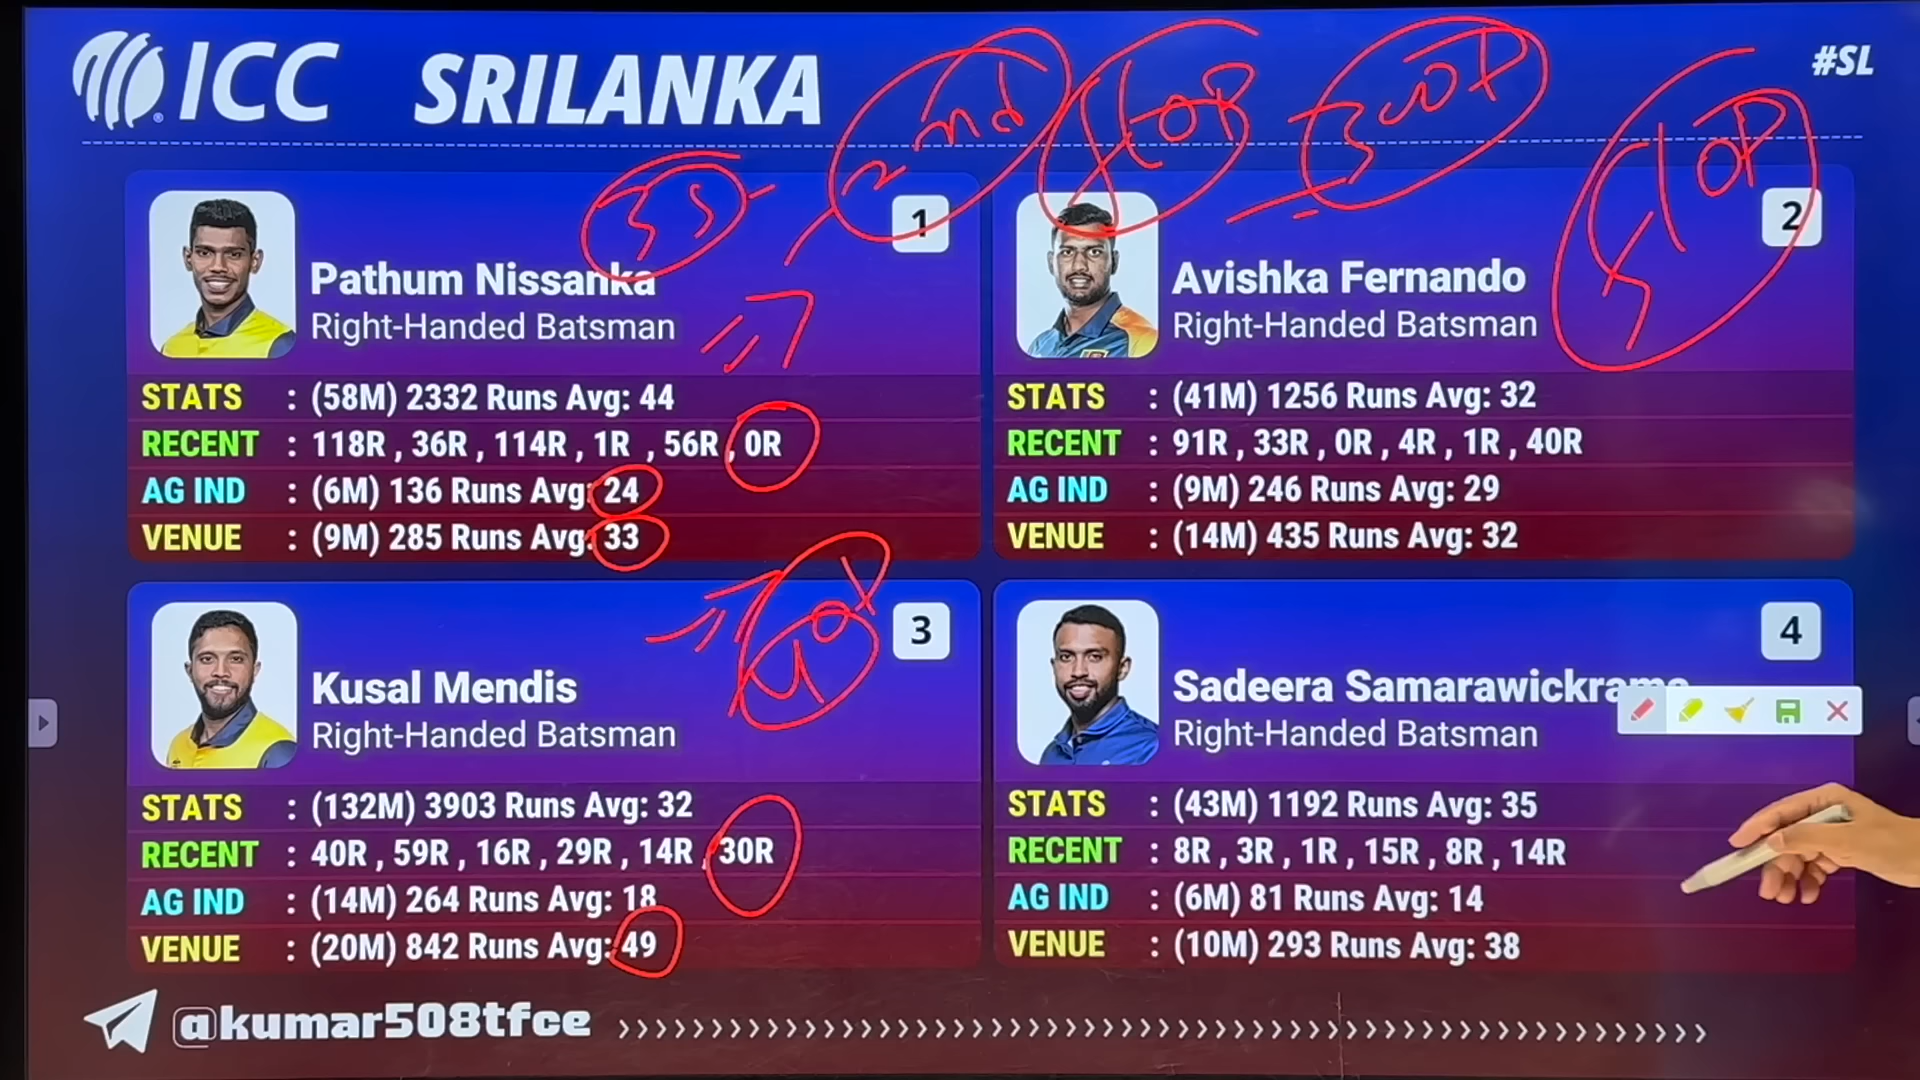 ICC SRILANKA #SL
1
Pathum Nissanka
Right-Handed Batsman
STATS : (58M) 2332 Runs Avg: 44
RECENT : 118R , 36R , 114R , 1R , 56R , 0R
AG IND : (6M) 136 Runs Avg: 24
VENUE : (9M) 285 Runs Avg: 33
2
Avishka Fernando
Right-Handed Batsman
STATS : (41M) 1256 Runs Avg: 32
RECENT : 91R , 33R , 0R , 4R , 1R , 40R
AG IND : (9M) 246 Runs Avg: 29
VENUE : (14M) 435 Runs Avg: 32
3
Kusal Mendis
Right-Handed Batsman
STATS : (132M) 3903 Runs Avg: 32
RECENT : 40R , 59R , 16R , 29R , 14R , 30R
AG IND : (14M) 264 Runs Avg: 18
VENUE : (20M) 842 Runs Avg: 49
4
Sadeera Samarawickrama
Right-Handed Batsman
STATS : (43M) 1192 Runs Avg: 35
RECENT : 8R , 3R , 1R , 15R , 8R , 14R
AG IND : (6M) 81 Runs Avg: 14
VENUE : (10M) 293 Runs Avg: 38
@kumar508tfce
35
2nd